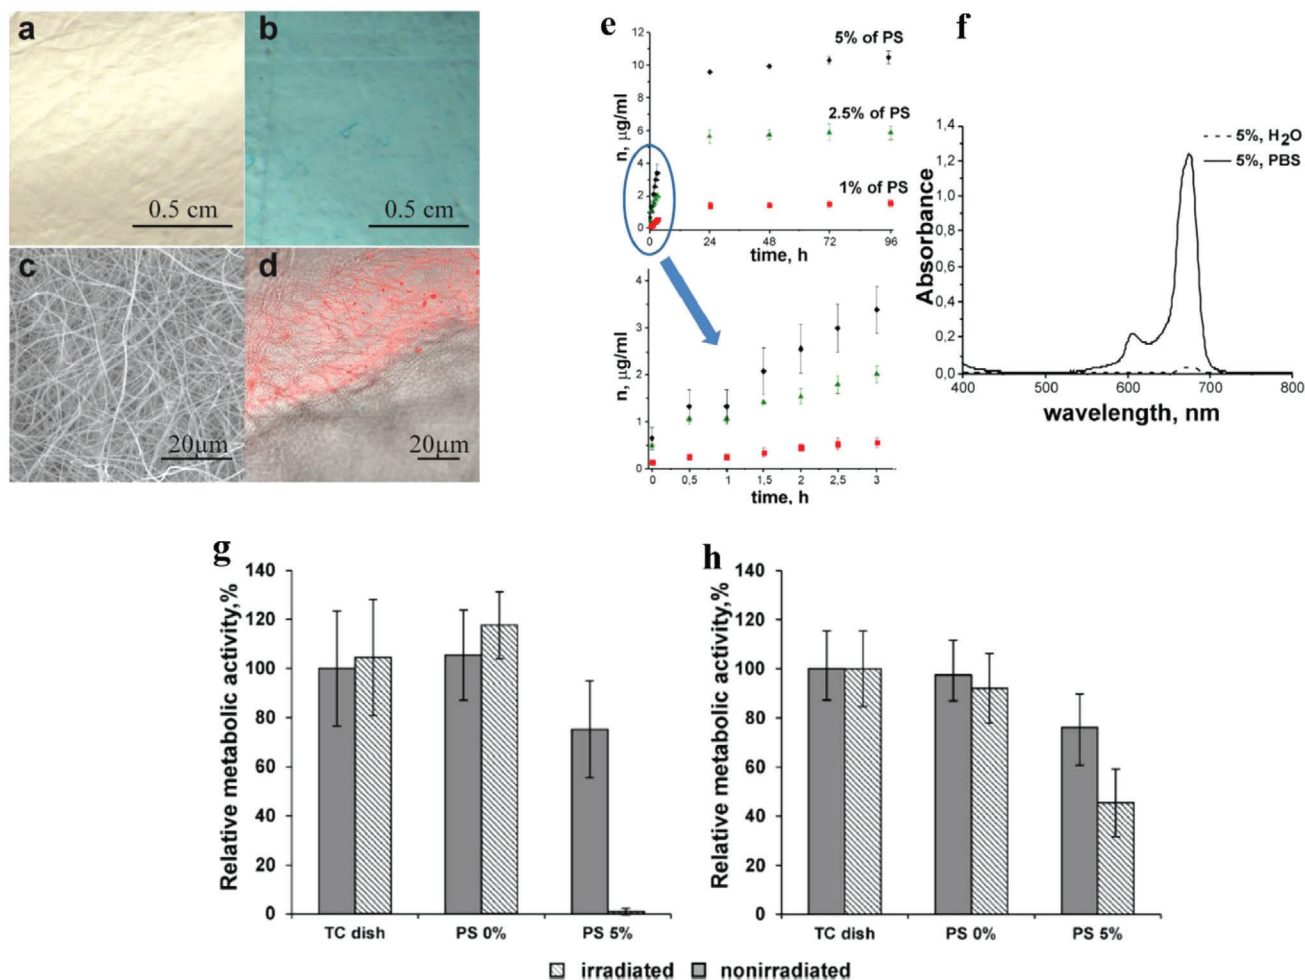 a
0.5 cm
b
0.5 cm
c
20µm
d
20µm
e
n, µg/ml
12
10
8
6
4
2
0
5% of PS
2.5% of PS
1% of PS
0 24 48 72 96
time, h
n, µg/ml
4
3
2
1
0
0 0,5 1 1,5 2 2,5 3
time, h
f
Absorbance
1,4
1,2
1,0
0,8
0,6
0,4
0,2
0,0
5%, H2O
5%, PBS
400 500 600 700 800
wavelength, nm
g
Relative metabolic activity,%
140
120
100
80
60
40
20
0
TC dish PS 0% PS 5%
h
Relative metabolic activity,%
140
120
100
80
60
40
20
0
TC dish PS 0% PS 5%
irradiated nonirradiated